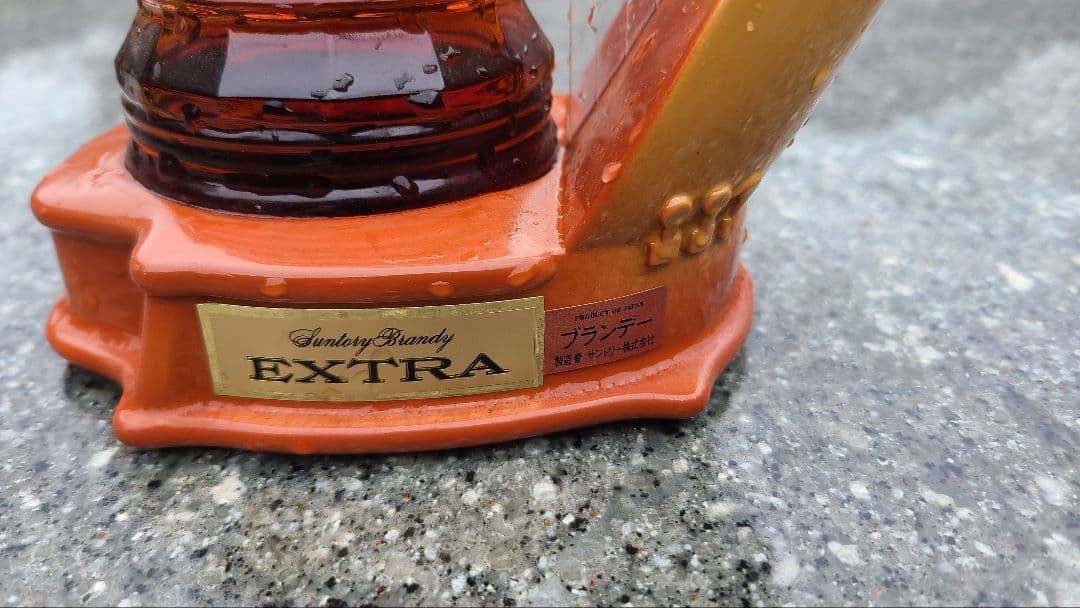 Suntory Brandy
EXTRA
PRODUCT OF JAPAN
ブランデー
製造者 サントリー株式会社